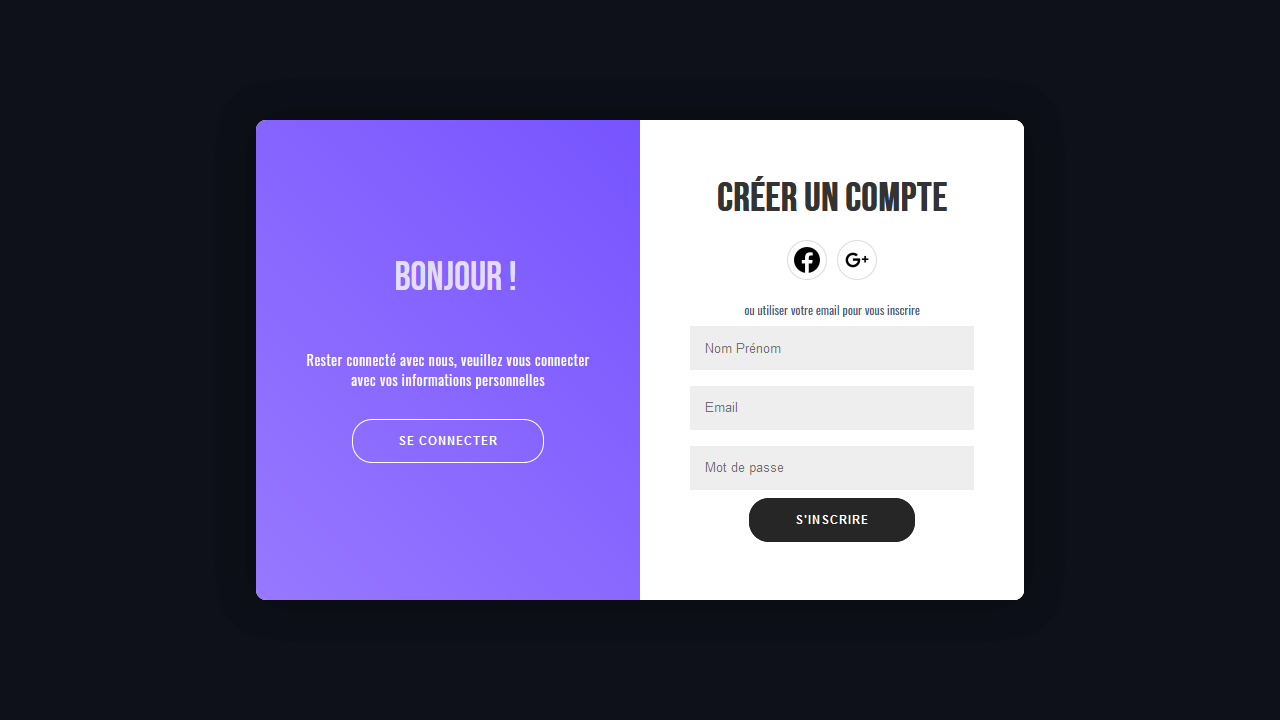 BONJOUR !
Rester connecté avec nous, veuillez vous connecter
avec vos informations personnelles
SE CONNECTER
CRÉER UN COMPTE
G+
ou utiliser votre email pour vous inscrire
Nom Prénom
Email
Mot de passe
S'INSCRIRE